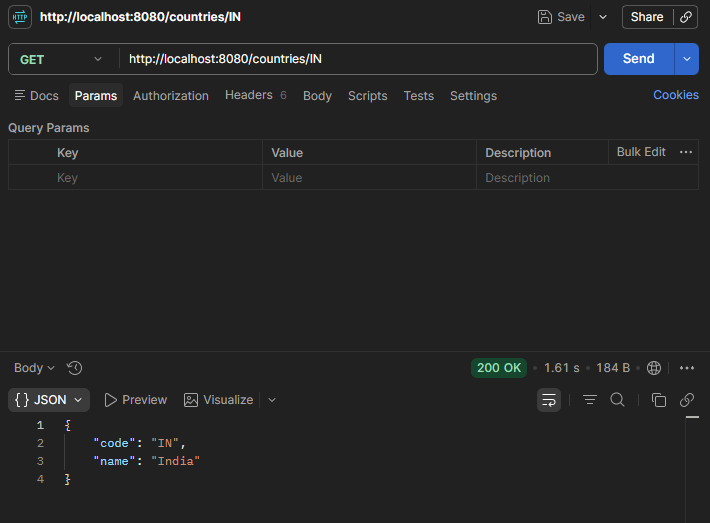 HTTP http://localhost:8080/countries/IN Save Share
GET http://localhost:8080/countries/IN Send
Docs Params Authorization Headers 6 Body Scripts Tests Settings Cookies
Query Params
Key Value Description Bulk Edit
Key Value Description
Body 200 OK 1.61 s 184 B
{} JSON Preview Visualize
1 {
2 "code": "IN",
3 "name": "India"
4 }